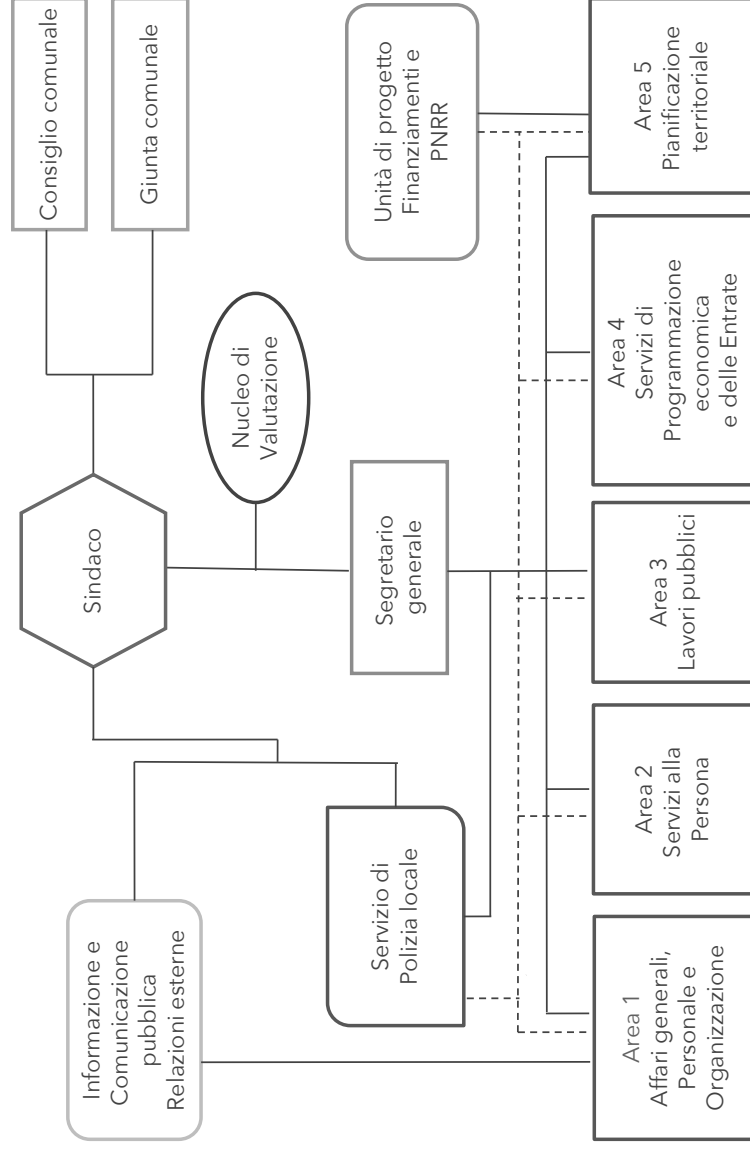 Consiglio comunale
Giunta comunale
Sindaco
Nucleo di
Valutazione
Informazione e
Comunicazione
pubblica
Relazioni esterne
Servizio di
Polizia locale
Segretario
generale
Unità di progetto
Finanziamenti e
PNRR
Area 1
Affari generali,
Personale e
Organizzazione
Area 2
Servizi alla
Persona
Area 3
Lavori pubblici
Area 4
Servizi di
Programmazione
economica
e delle Entrate
Area 5
Pianificazione
territoriale